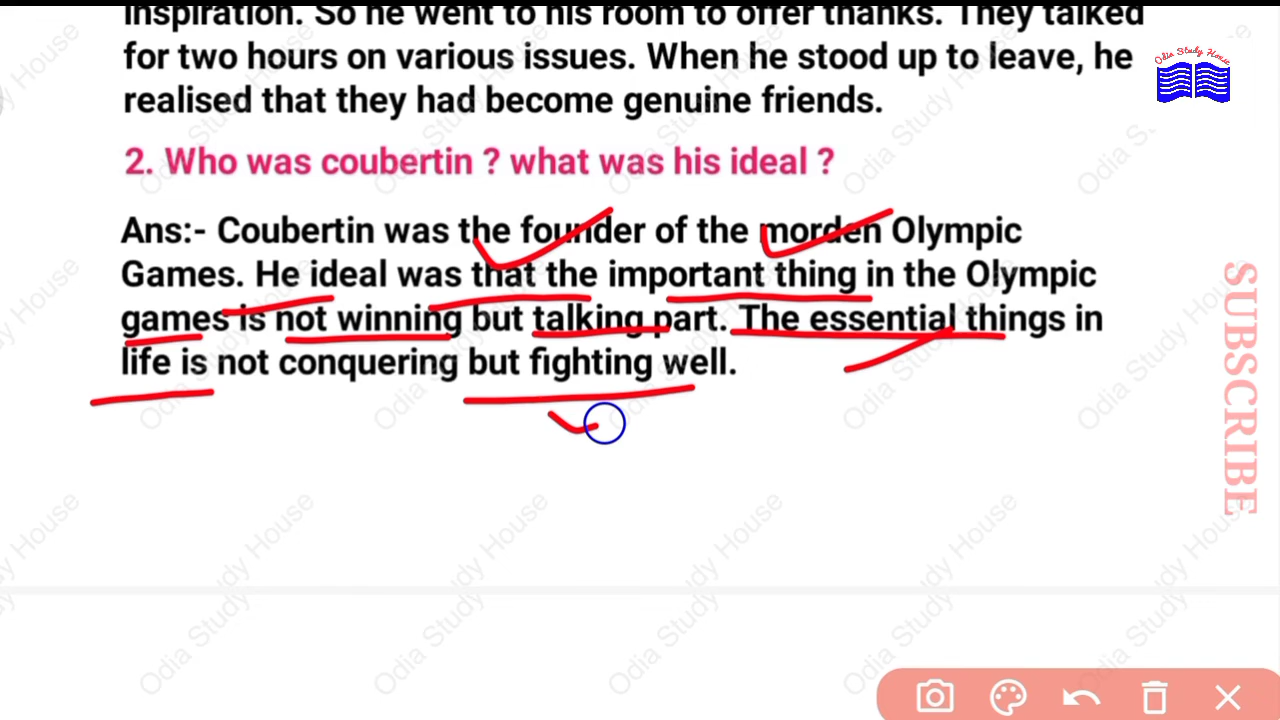 inspiration. So he went to his room to offer thanks. They talked
for two hours on various issues. When he stood up to leave, he
realised that they had become genuine friends.
2. Who was coubertin ? what was his ideal ?
Ans:- Coubertin was the founder of the morden Olympic
Games. He ideal was that the important thing in the Olympic
games is not winning but talking part. The essential things in
life is not conquering but fighting well.
Odia Study House
SUBSCRIBE